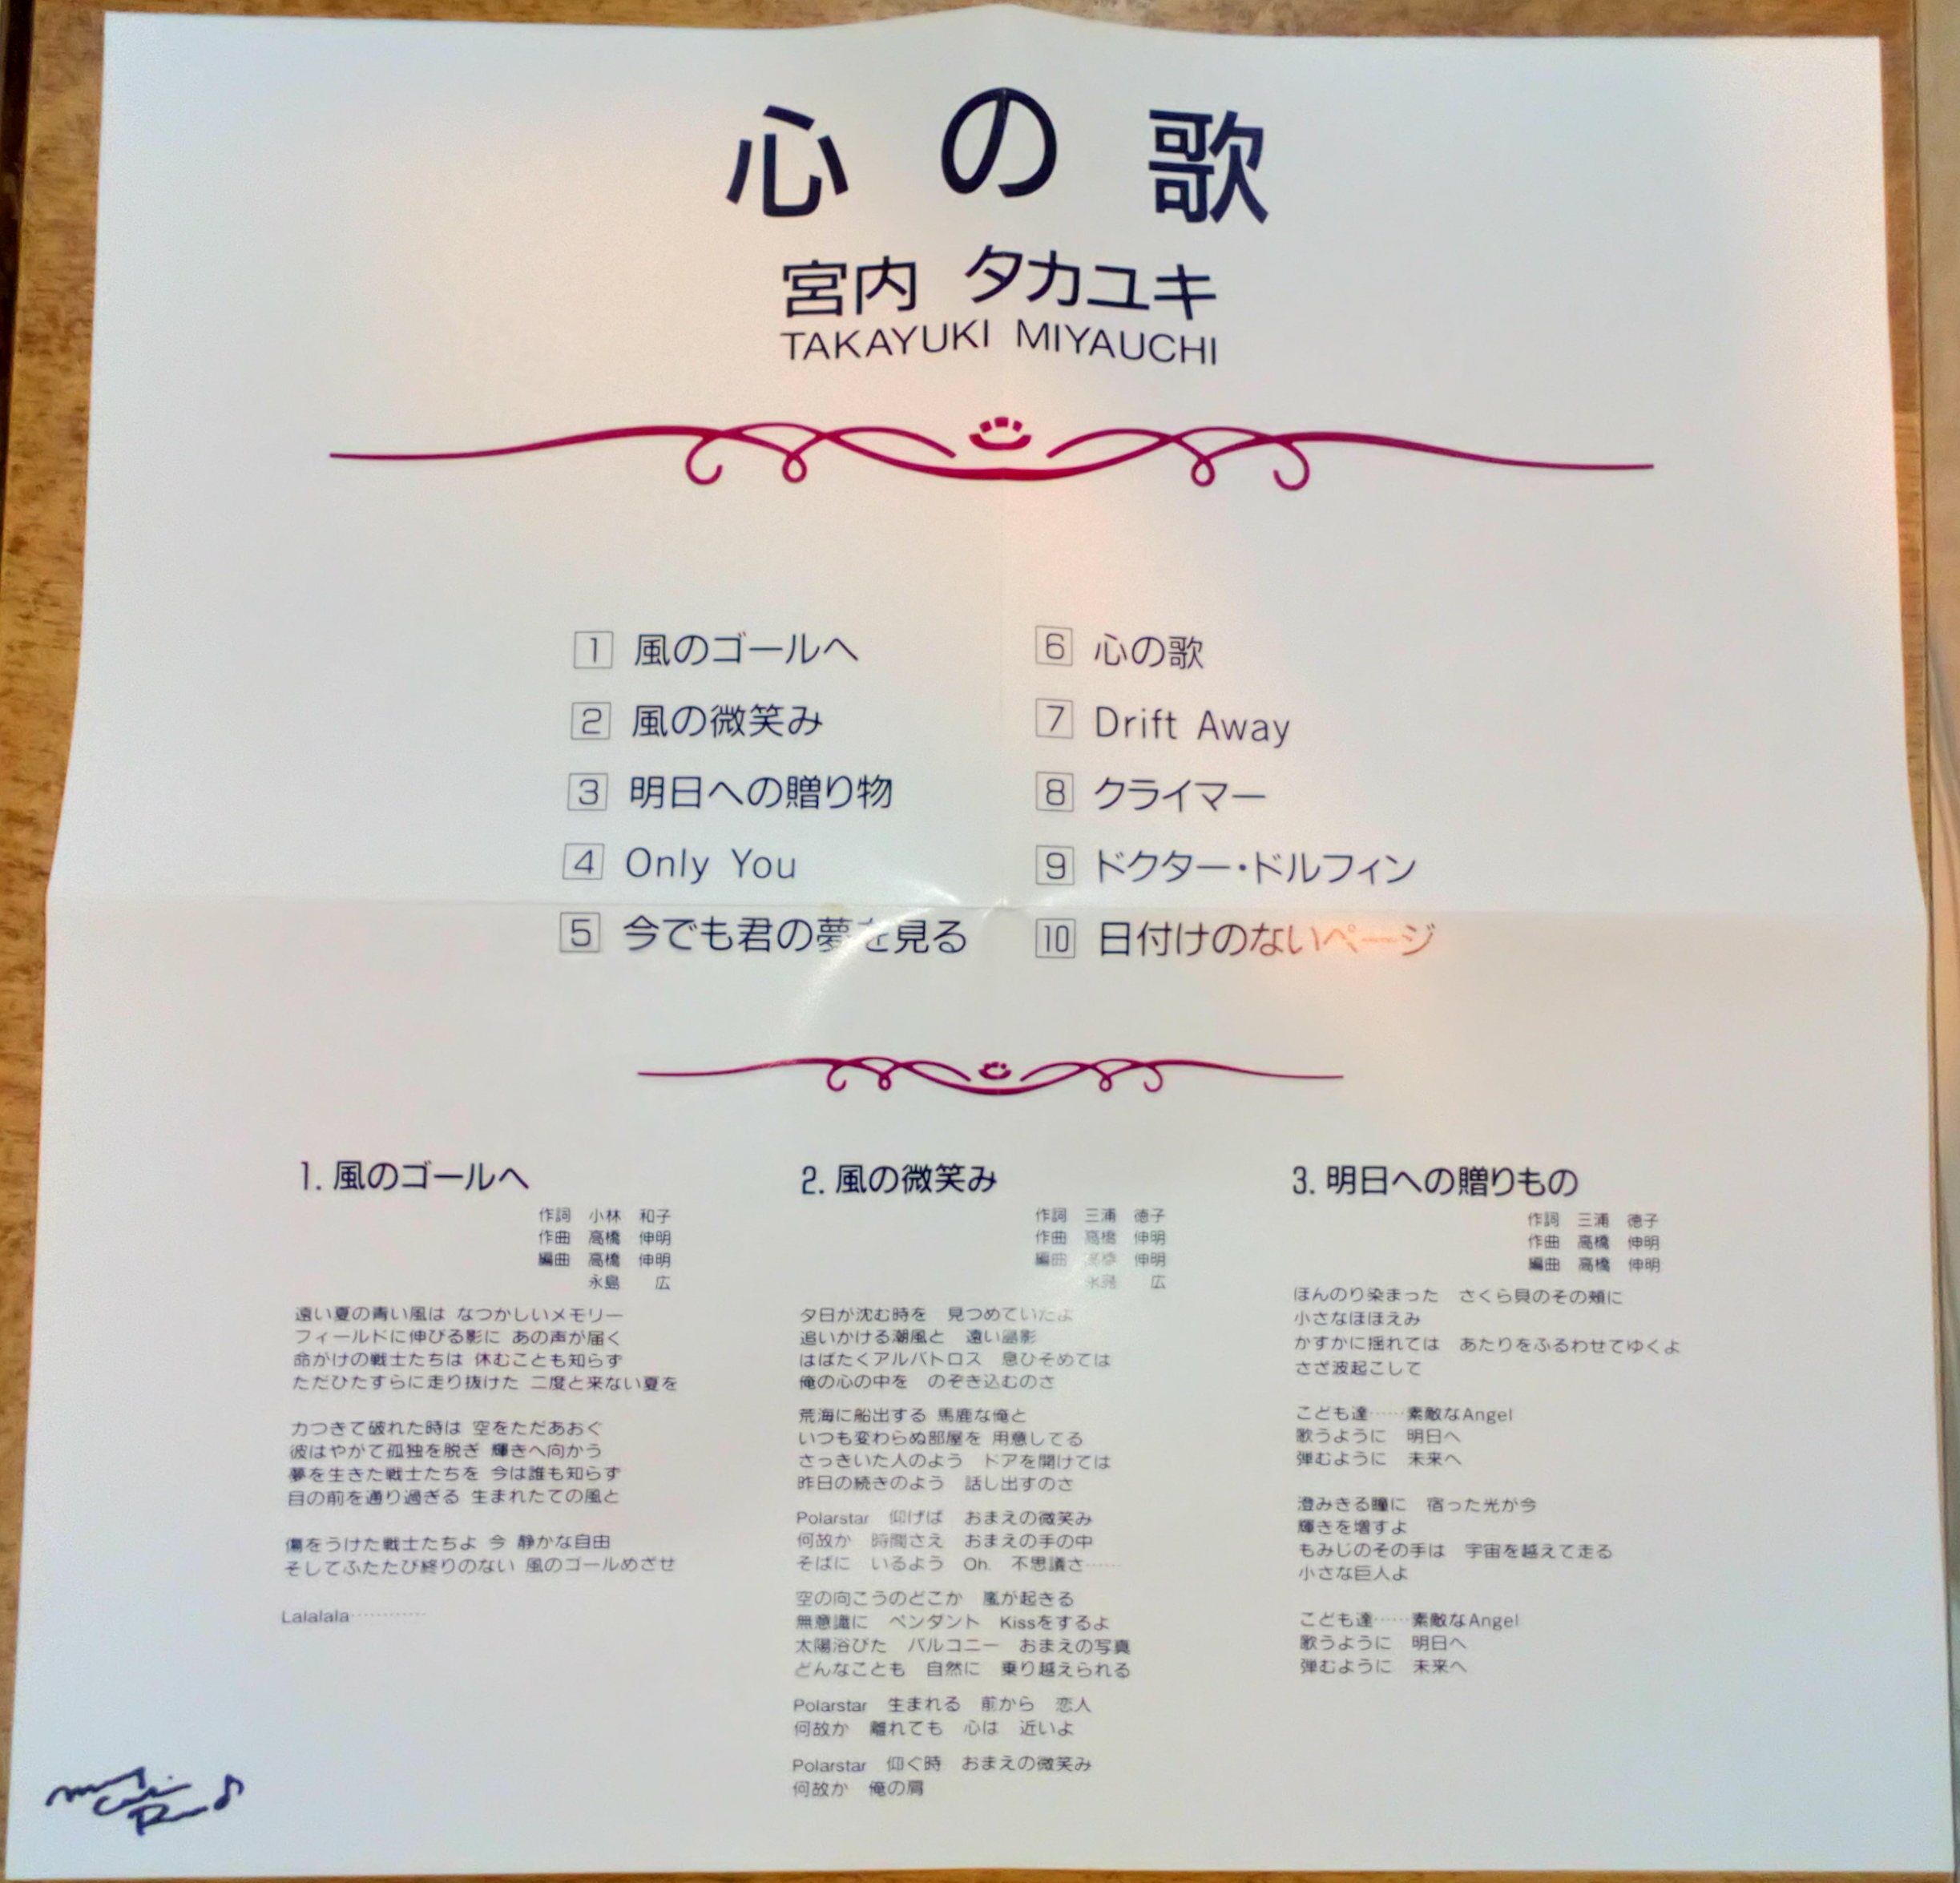 心の歌
宮内 タカユキ
TAKAYUKI MIYAUCHI
1 風のゴールへ
2 風の微笑み
3 明日への贈り物
4 Only You
5 今でも君の夢を見る
6 心の歌
7 Drift Away
8 クライマー
9 ドクター・ドルフィン
10 日付けのないページ
1. 風のゴールへ
作詞 小林 和子
作曲 高橋 伸明
編曲 高橋 伸明
永島 広
遠い夏の青い風は なつかしいメモリー
フィールドに伸びる影に あの声が届く
命がけの戦士たちは 休むことも知らず
ただひたすらに走り抜けた 二度と来ない夏を
力つきて破れた時は 空をただあおぐ
彼はやがて孤独を脱ぎ 輝きへ向かう
夢を生きた戦士たちを 今は誰も知らず
目の前を通り過ぎる 生まれたての風と
傷をうけた戦士たちよ 今 静かな自由
そしてふたたび終りのない 風のゴールめざせ
Lalalala…………
2. 風の微笑み
作詞 三浦 徳子
作曲 高橋 伸明
編曲 高橋 伸明
永島 広
夕日が沈む時を 見つめていたよ
追いかける潮風と 遠い島影
はばたくアルバトロス 息ひそめては
俺の心の中を のぞき込むのさ
荒海に船出する 馬鹿な俺と
いつも変わらぬ部屋を 用意してる
さっきいた人のよう ドアを開けては
昨日の続きのよう 話し出すのさ
Polarstar 仰げば おまえの微笑み
何故か 時間さえ おまえの手の中
そばに いるよう Oh. 不思議さ……
空の向こうのどこか 嵐が起きる
無意識に ペンダント Kissをするよ
太陽浴びた バルコニー おまえの写真
どんなことも 自然に 乗り越えられる
Polarstar 生まれる 前から 恋人
何故か 離れても 心は 近いよ
Polarstar 仰ぐ時 おまえの微笑み
何故か 俺の肩
3. 明日への贈りもの
作詞 三浦 徳子
作曲 高橋 伸明
編曲 高橋 伸明
ほんのり染まった さくら貝のその頬に
小さなほほえみ
かすかに揺れては あたりをふるわせてゆくよ
さざ波起こして
こども達……素敵なAngel
歌うように 明日へ
弾むように 未来へ
澄みきる瞳に 宿った光が今
輝きを増すよ
もみじのその手は 宇宙を越えて走る
小さな巨人よ
こども達……素敵なAngel
歌うように 明日へ
弾むように 未来へ